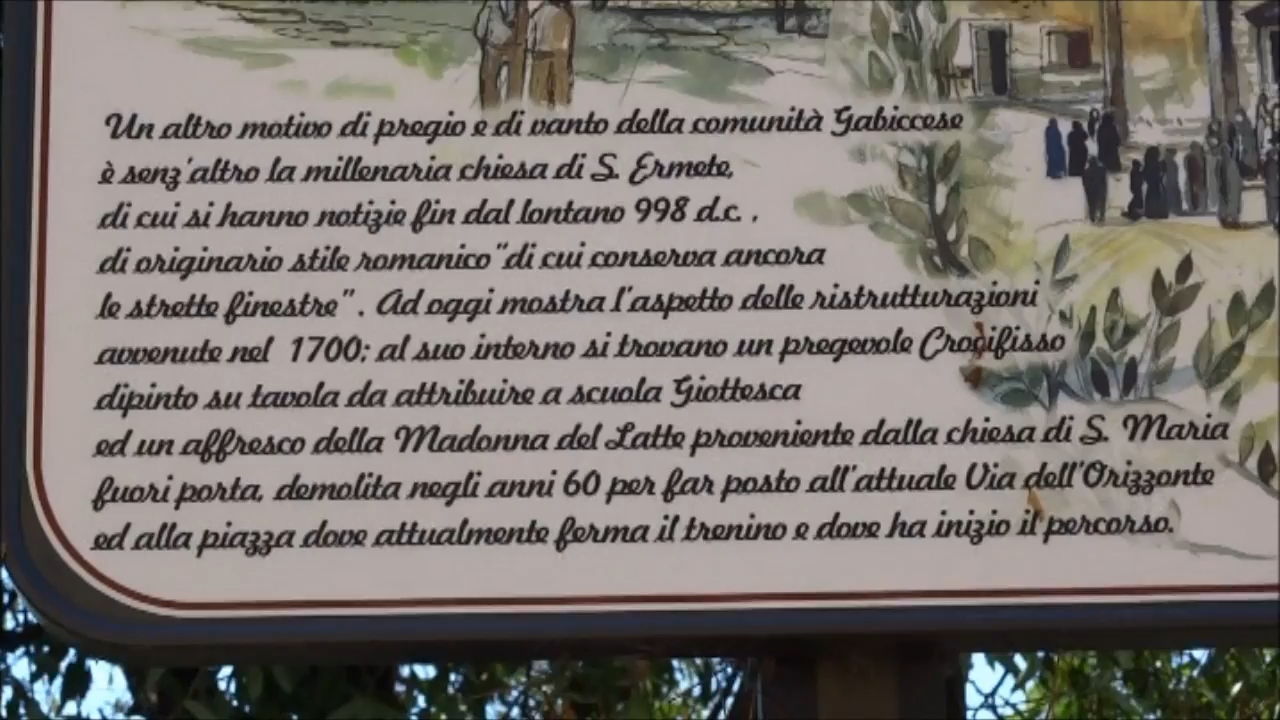 Un altro motivo di pregio e di vanto della comunità Gabiccese
è senz'altro la millenaria chiesa di S. Ermete,
di cui si hanno notizie fin dal lontano 998 d.c. ,
di originario stile romanico "di cui conserva ancora
le strette finestre" . Ad oggi mostra l'aspetto delle ristrutturazioni
avvenute nel 1700; al suo interno si trovano un pregevole Crocifisso
dipinto su tavola da attribuire a scuola Giottesca
ed un affresco della Madonna del Latte proveniente dalla chiesa di S. Maria
fuori porta, demolita negli anni 60 per far posto all'attuale Via dell'Orizzonte
ed alla piazza dove attualmente ferma il trenino e dove ha inizio il percorso.